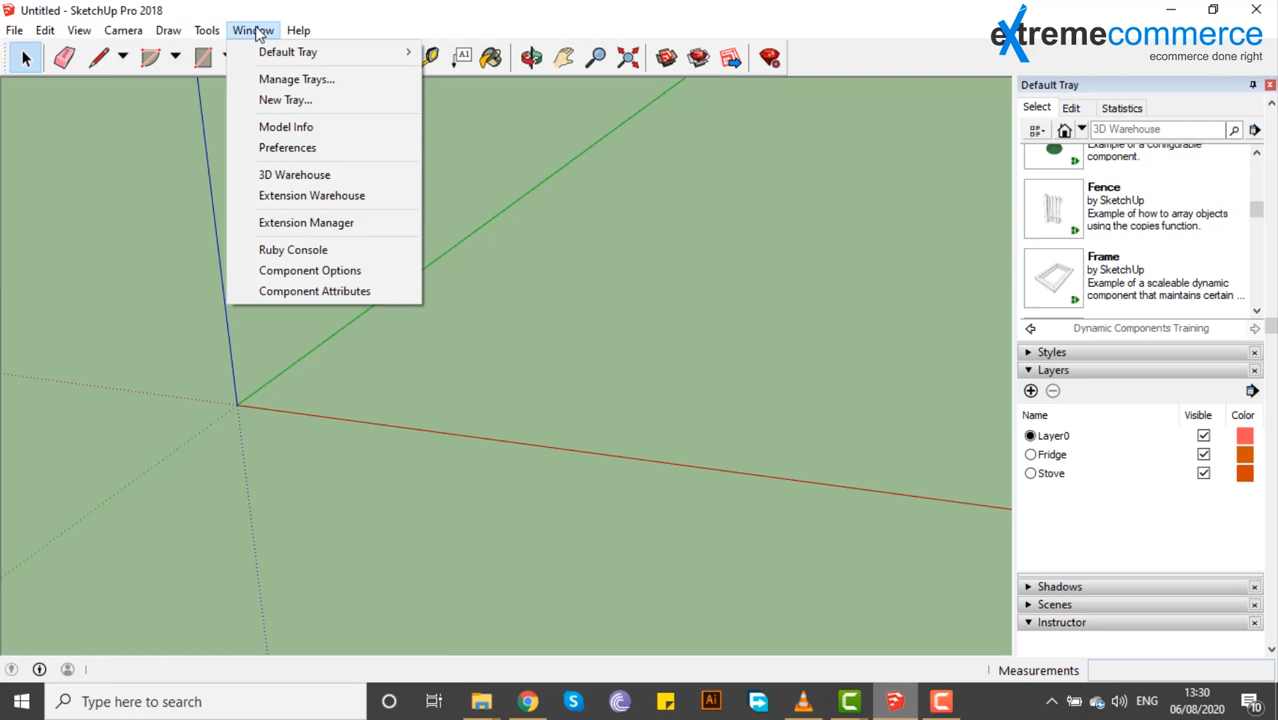 Untitled - SketchUp Pro 2018
extremecommerce
ecommerce done right
File Edit View Camera Draw Tools Window Help
Default Tray
Manage Trays...
New Tray...
Model Info
Preferences
3D Warehouse
Extension Warehouse
Extension Manager
Ruby Console
Component Options
Component Attributes
A1
Default Tray
Select Edit Statistics
3D Warehouse
Example of a configurable
component.
Fence
by SketchUp
Example of how to array objects
using the copies function.
Frame
by SketchUp
Example of a scaleable dynamic
component that maintains certain ...
Dynamic Components Training
Styles
Layers
Name Visible Color
Layer0
Fridge
Stove
Shadows
Scenes
Instructor
Measurements
Type here to search
Ai
ENG
13:30
06/08/2020
10